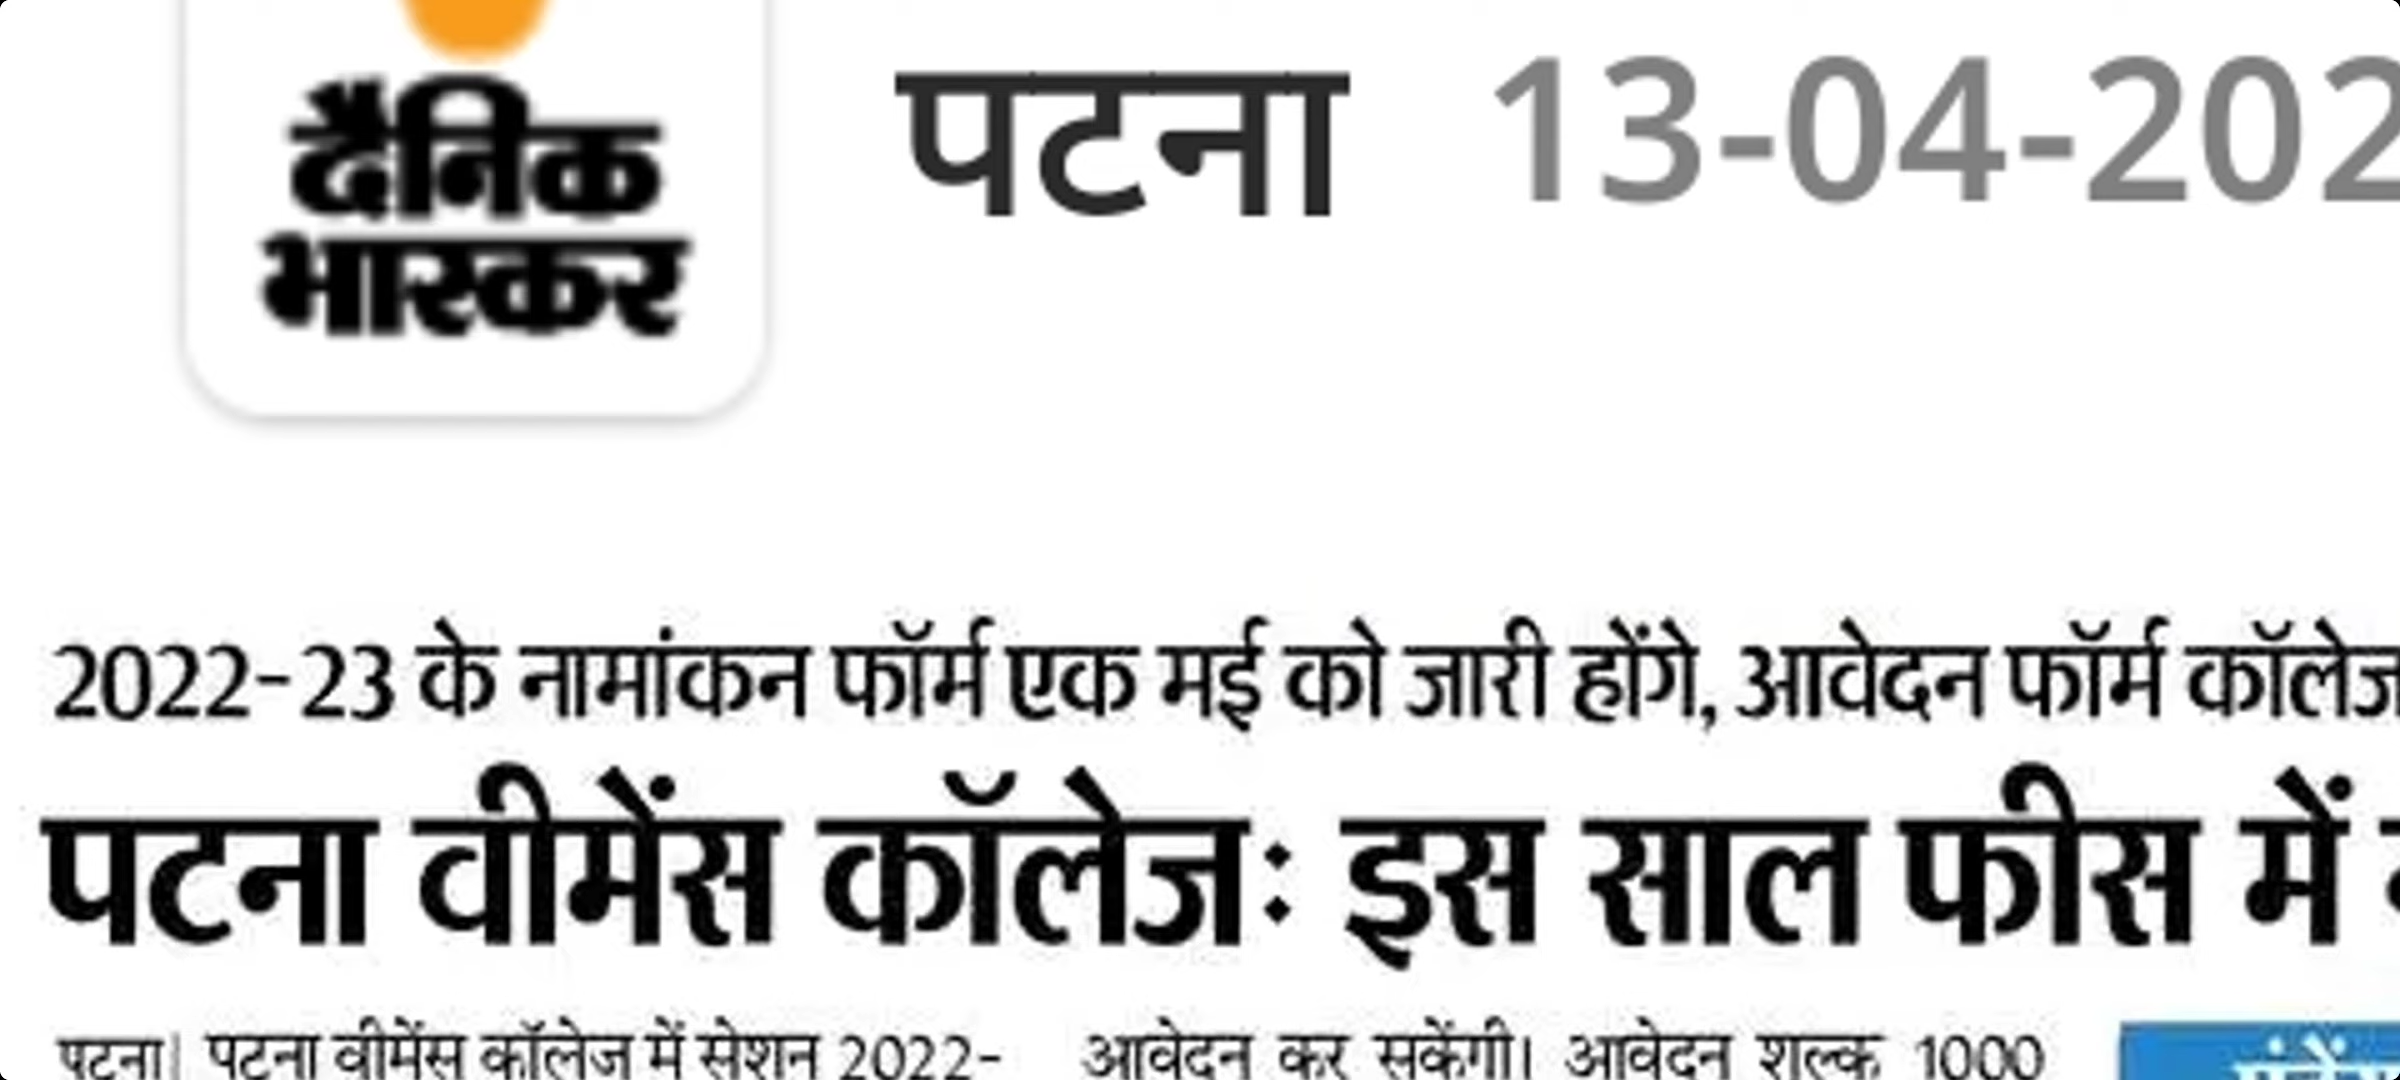 दैनिक
भास्कर
पटना 13-04-202
2022-23 के नामांकन फॉर्म एक मई को जारी होंगे, आवेदन फॉर्म कॉलेज
पटना वीमेंस कॉलेज: इस साल फीस में
पटना। पटना वीमेंस कॉलेज में सेशन 2022-
आवेदन कर सकेंगी। आवेदन शुल्क 1000